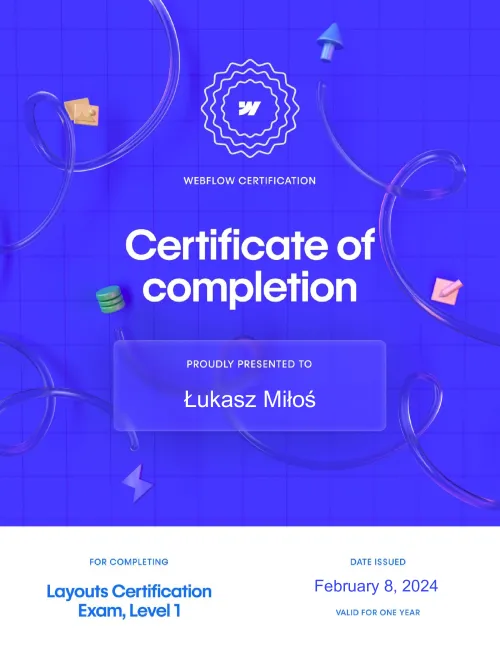 WEBFLOW CERTIFICATION
Certificate of
completion
PROUDLY PRESENTED TO
Łukasz Miłoś
FOR COMPLETING
Layouts Certification
Exam, Level 1
DATE ISSUED
February 8, 2024
VALID FOR ONE YEAR